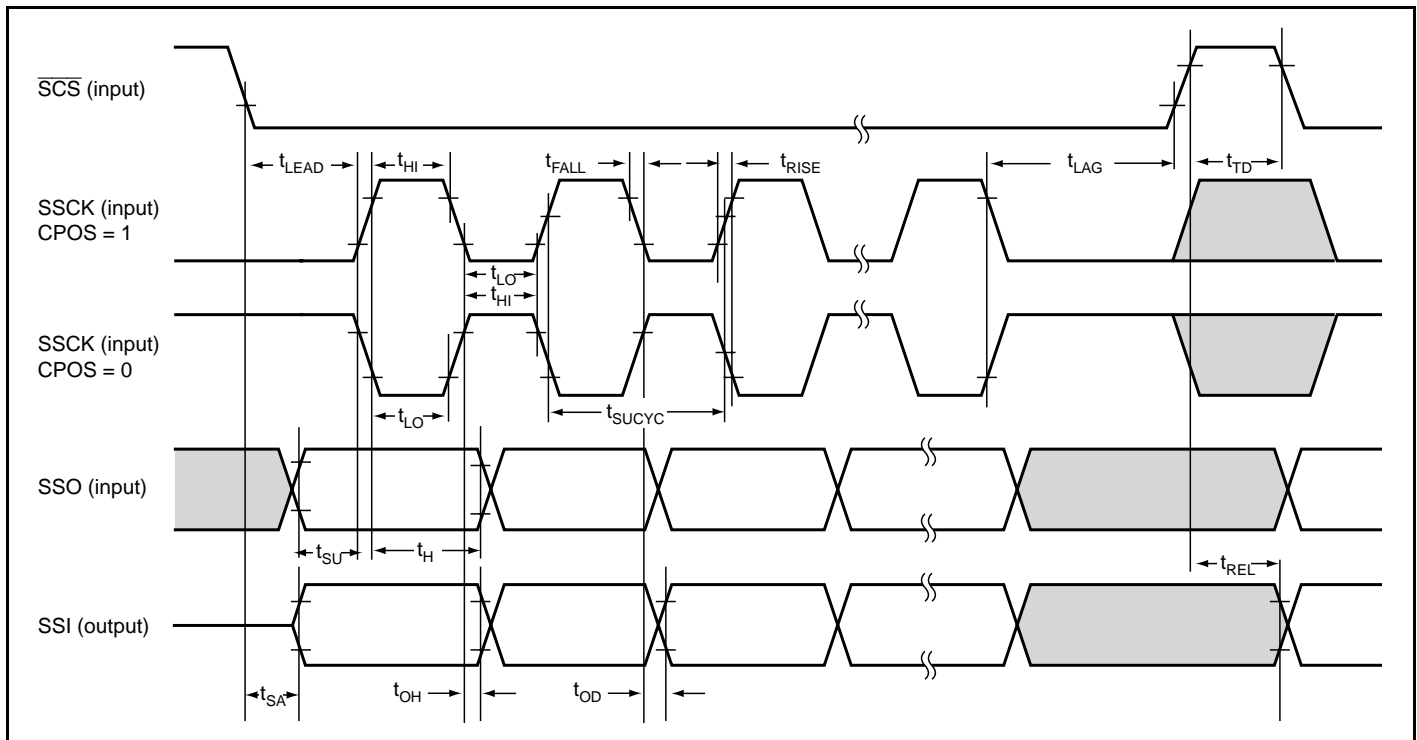 SCS (input)
tLEAD
tHI
tFALL
tRISE
tLAG
tTD
SSCK (input)
CPOS = 1
tLO
tHI
SSCK (input)
CPOS = 0
tLO
tSUCYC
SSO (input)
tSU
tH
tREL
SSI (output)
tSA
tOH
tOD